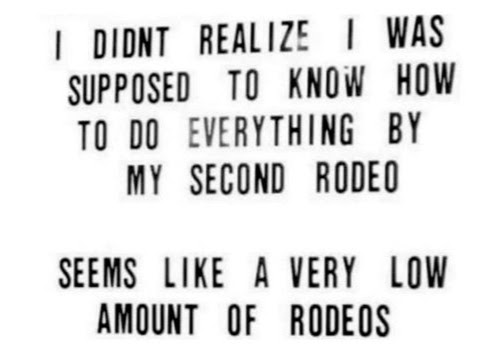 I DIDNT REALIZE I WAS
SUPPOSED TO KNOW HOW
TO DO EVERYTHING BY
MY SECOND RODEO
SEEMS LIKE A VERY LOW
AMOUNT OF RODEOS